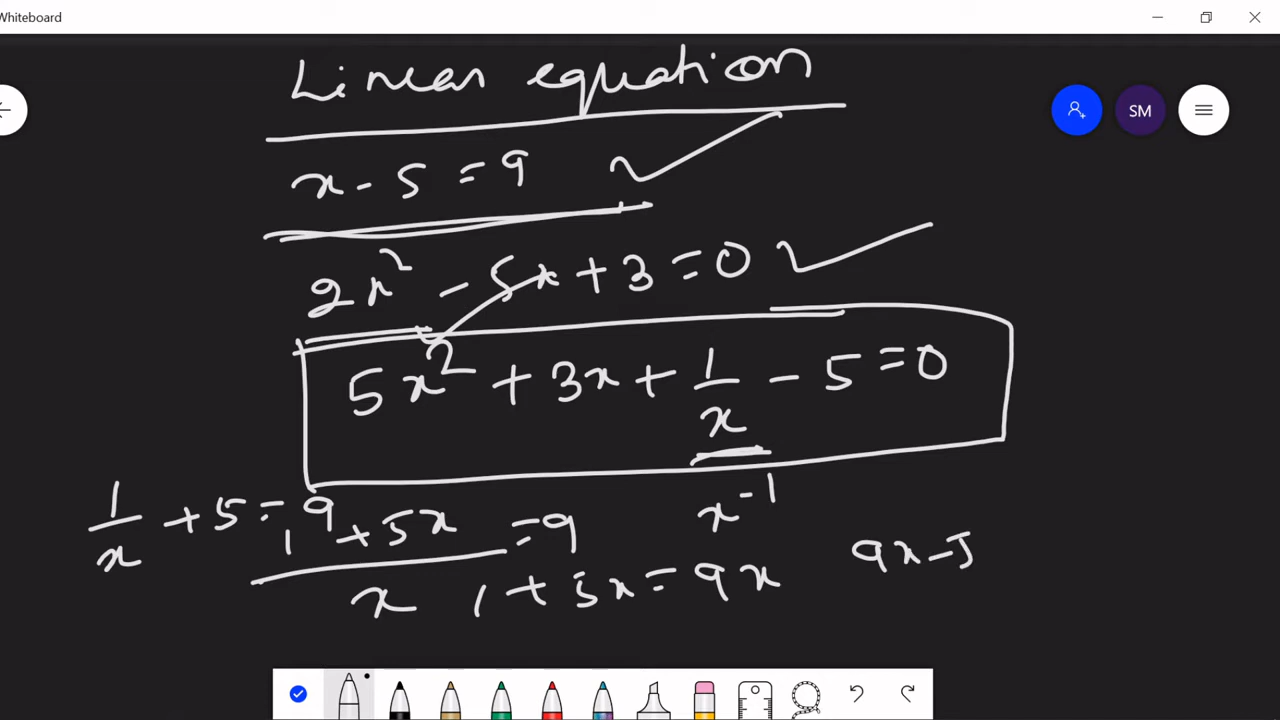 Whiteboard
Linear equation
SM
x - 5 = 9
2x² - 5x + 3 = 0
5x² + 3x + 1/x - 5 = 0
x⁻¹
1/x + 5 = 9
(1 + 5x)/x = 9
1 + 5x = 9x
9x - 5